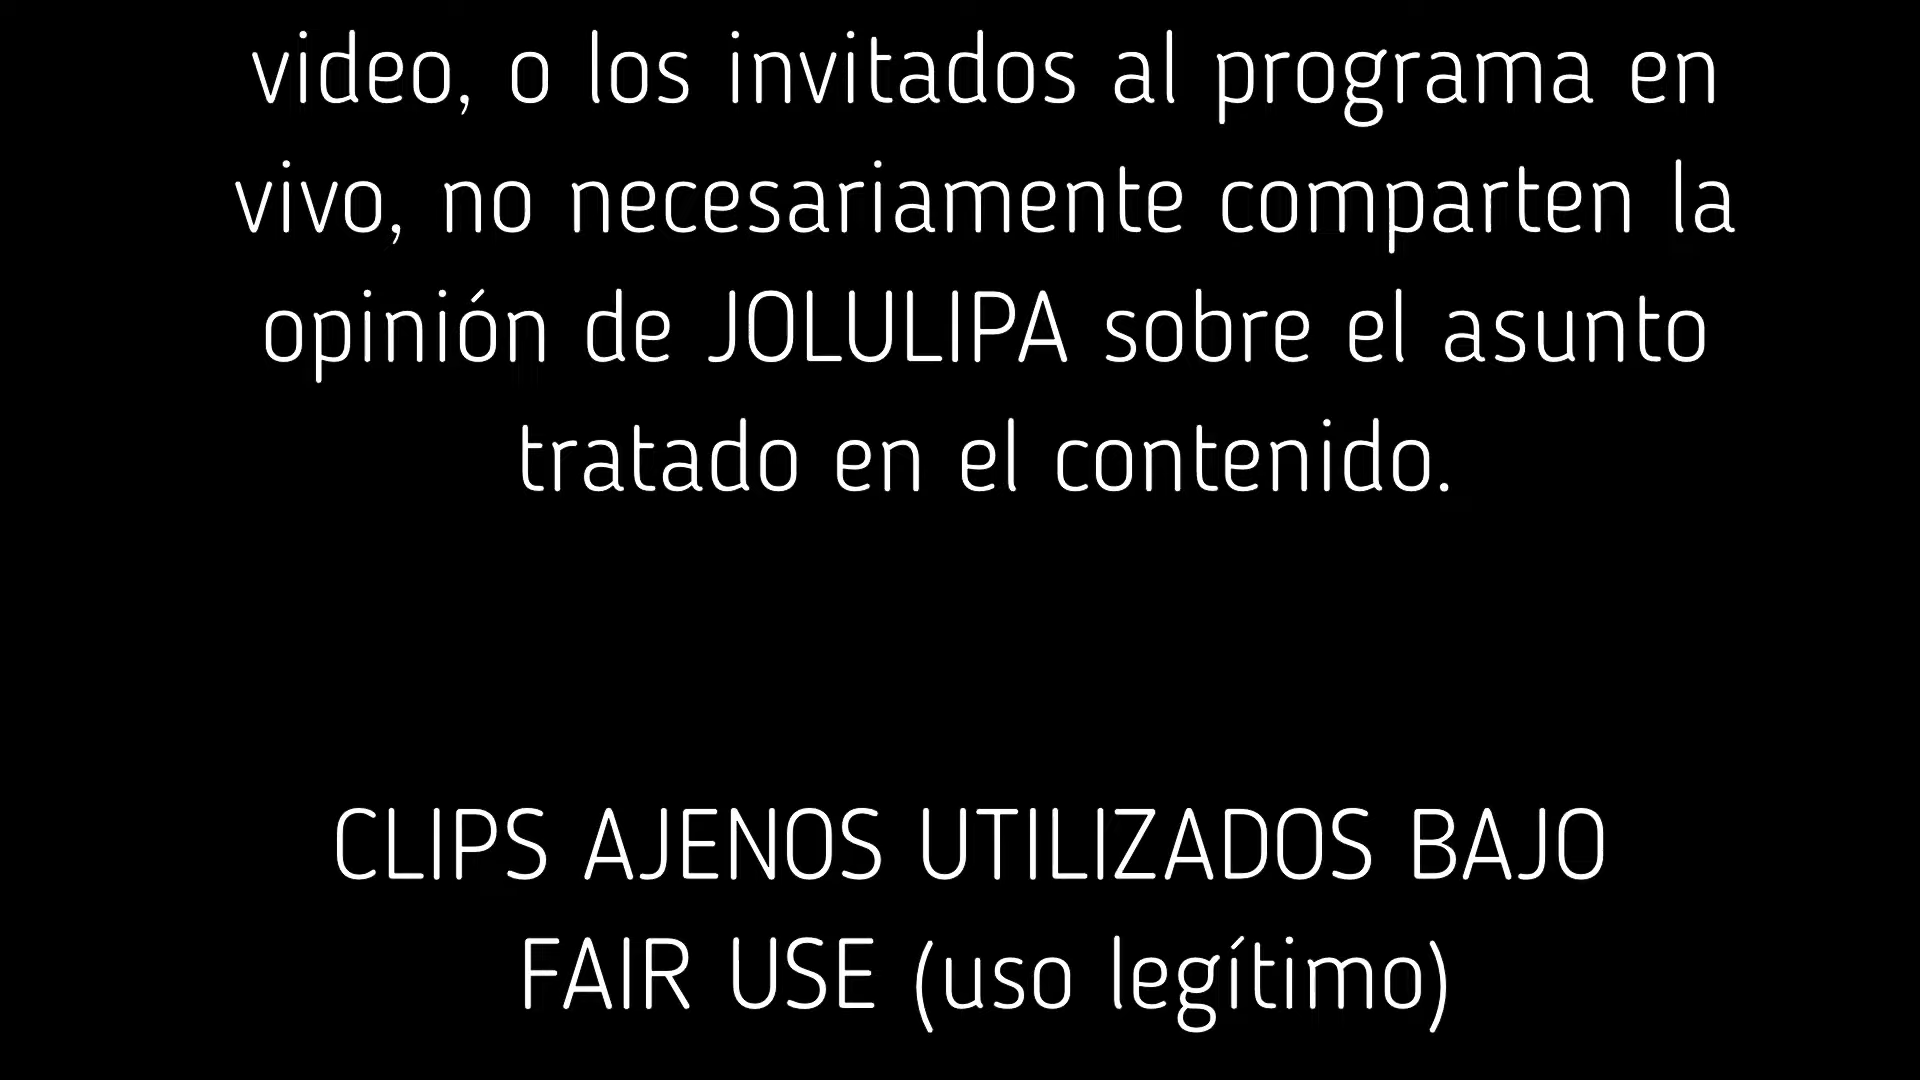 video, o los invitados al programa en
vivo, no necesariamente comparten la
opinión de JOLULIPA sobre el asunto
tratado en el contenido.
CLIPS AJENOS UTILIZADOS BAJO
FAIR USE (uso legítimo)